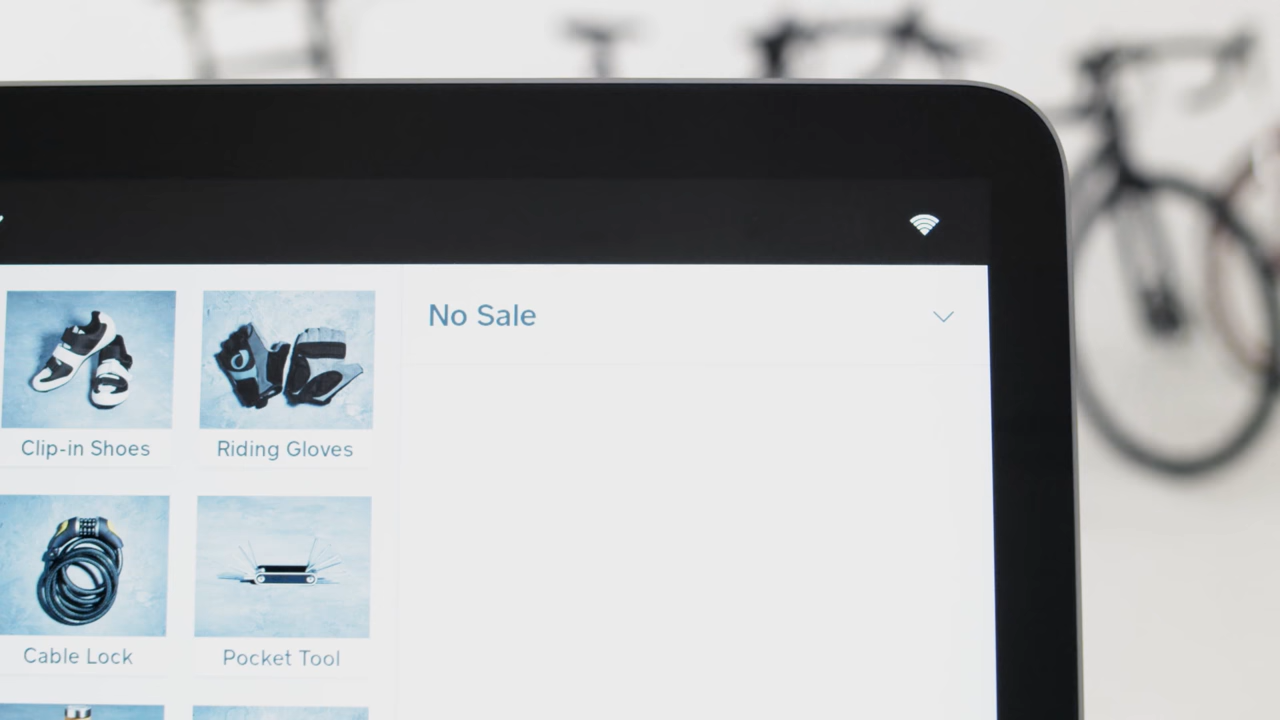 No Sale
Clip-in Shoes
Riding Gloves
Cable Lock
Pocket Tool